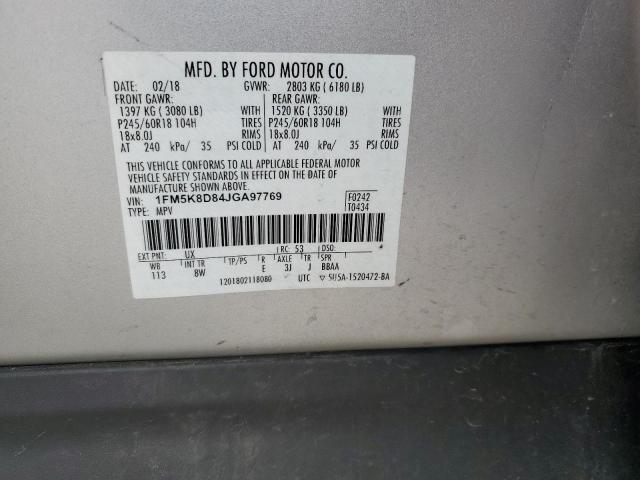 MFD. BY FORD MOTOR CO.
DATE: 02/18 GVWR: 2803 KG ( 6180 LB)
FRONT GAWR: REAR GAWR:
1397 KG ( 3080 LB) WITH 1520 KG ( 3350 LB) WITH
P245/60R18 104H TIRES P245/60R18 104H TIRES
18x8.0J RIMS 18x8.0J RIMS
AT 240 kPa/ 35 PSI COLD AT 240 kPa/ 35 PSI COLD
THIS VEHICLE CONFORMS TO ALL APPLICABLE FEDERAL MOTOR
VEHICLE SAFETY STANDARDS IN EFFECT ON THE DATE OF
MANUFACTURE SHOWN ABOVE.
VIN: 1FM5K8D84JGA97769 F0242
TYPE: MPV T0434
EXT PNT: UX RC: 53 DSO:
WB INT TR TP/PS R AXLE TR SPR
113 8W E 3J J BBAA
1201802118080 UTC ▽ 5U5A-1520472-BA